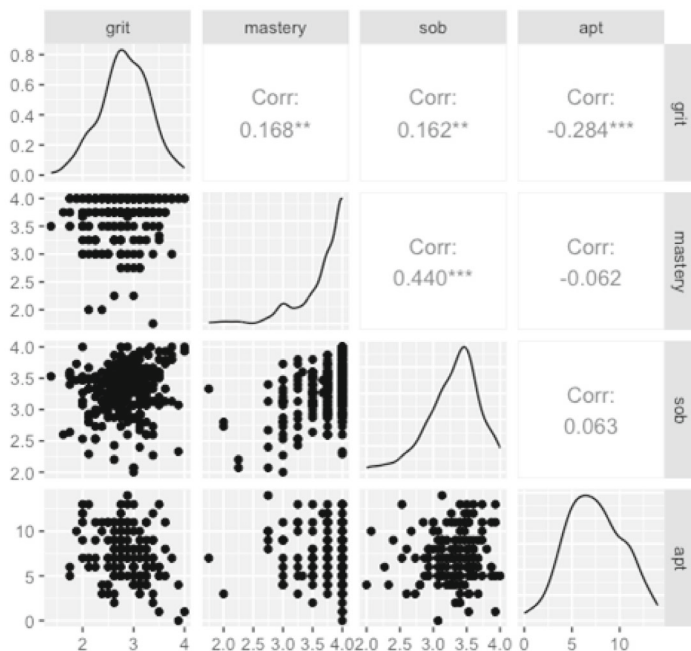 grit mastery sob apt
0.8
0.6
0.4
0.2
0.0
Corr:
0.168**
Corr:
0.162**
Corr:
-0.284***
grit
4.0
3.5
3.0
2.5
2.0
Corr:
0.440***
Corr:
-0.062
mastery
4.0
3.5
3.0
2.5
2.0
Corr:
0.063
sob
10
5
0
apt
2 3 4 2.0 2.5 3.0 3.5 4.0 2.0 2.5 3.0 3.5 4.0 0 5 10